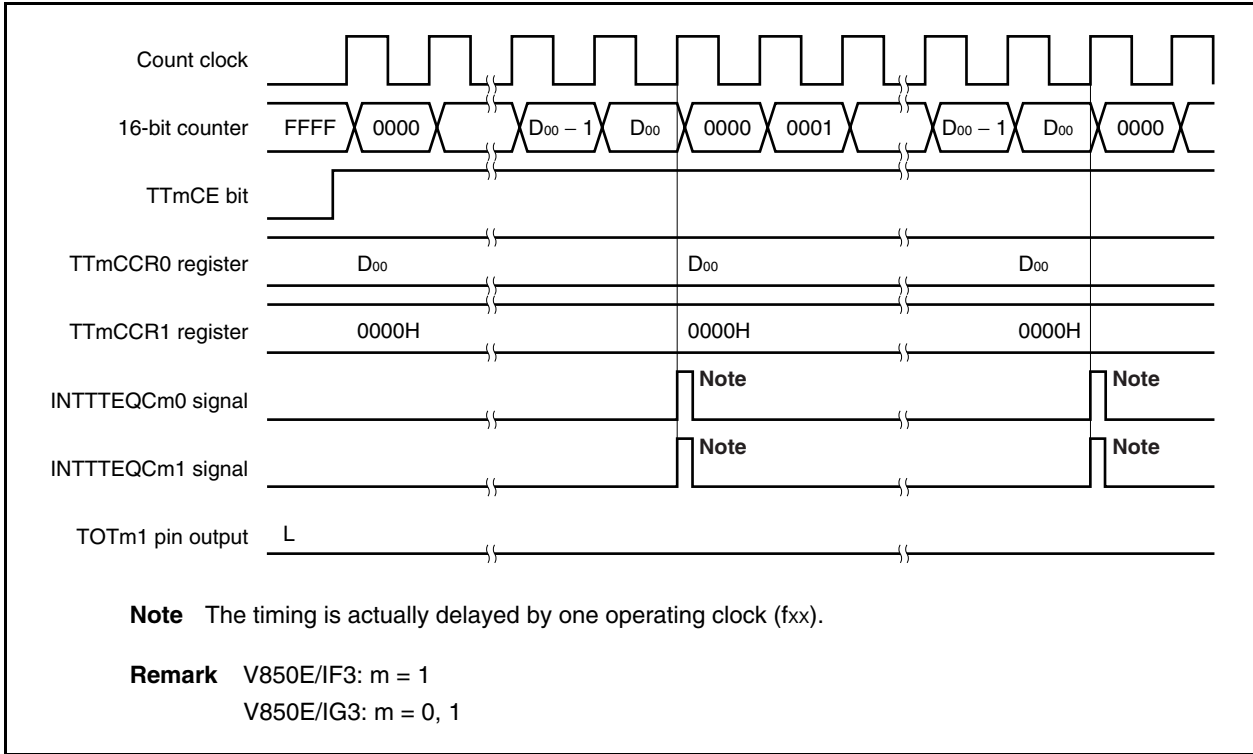 Count clock
16-bit counter FFFF 0000 D00 − 1 D00 0000 0001 D00 − 1 D00 0000
TTmCE bit
TTmCCR0 register D00 D00 D00
TTmCCR1 register 0000H 0000H 0000H
INTTTEQCm0 signal Note Note
INTTTEQCm1 signal Note Note
TOTm1 pin output L
Note The timing is actually delayed by one operating clock (fxx).
Remark V850E/IF3: m = 1
V850E/IG3: m = 0, 1